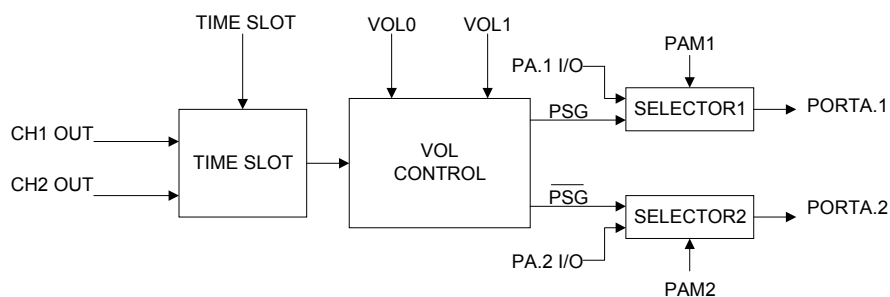 TIME SLOT
VOL0
VOL1
PAM1
PA.1 I/O
PSG
SELECTOR1
PORTA.1
CH1 OUT
CH2 OUT
TIME SLOT
VOL
CONTROL
PSG
SELECTOR2
PORTA.2
PA.2 I/O
PAM2